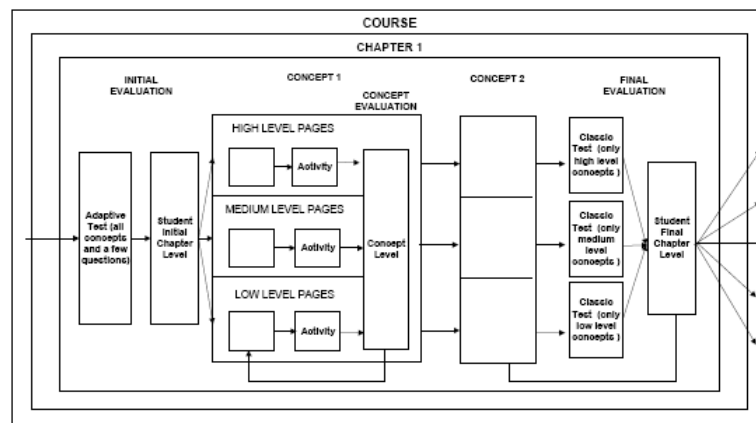 COURSE
CHAPTER 1
INITIAL
EVALUATION
CONCEPT 1
CONCEPT
EVALUATION
CONCEPT 2
FINAL
EVALUATION
HIGH LEVEL PAGES
Activity
MEDIUM LEVEL PAGES
Activity
LOW LEVEL PAGES
Activity
Adaptive
Test (all
concepts
and a few
questions)
Student
Initial
Chapter
Level
Concept
Level
Classic
Test (only
high level
concepts )
Classic
Test (only
medium
level
concepts )
Classic
Test (only
low level
concepts )
Student
Final
Chapter
Level